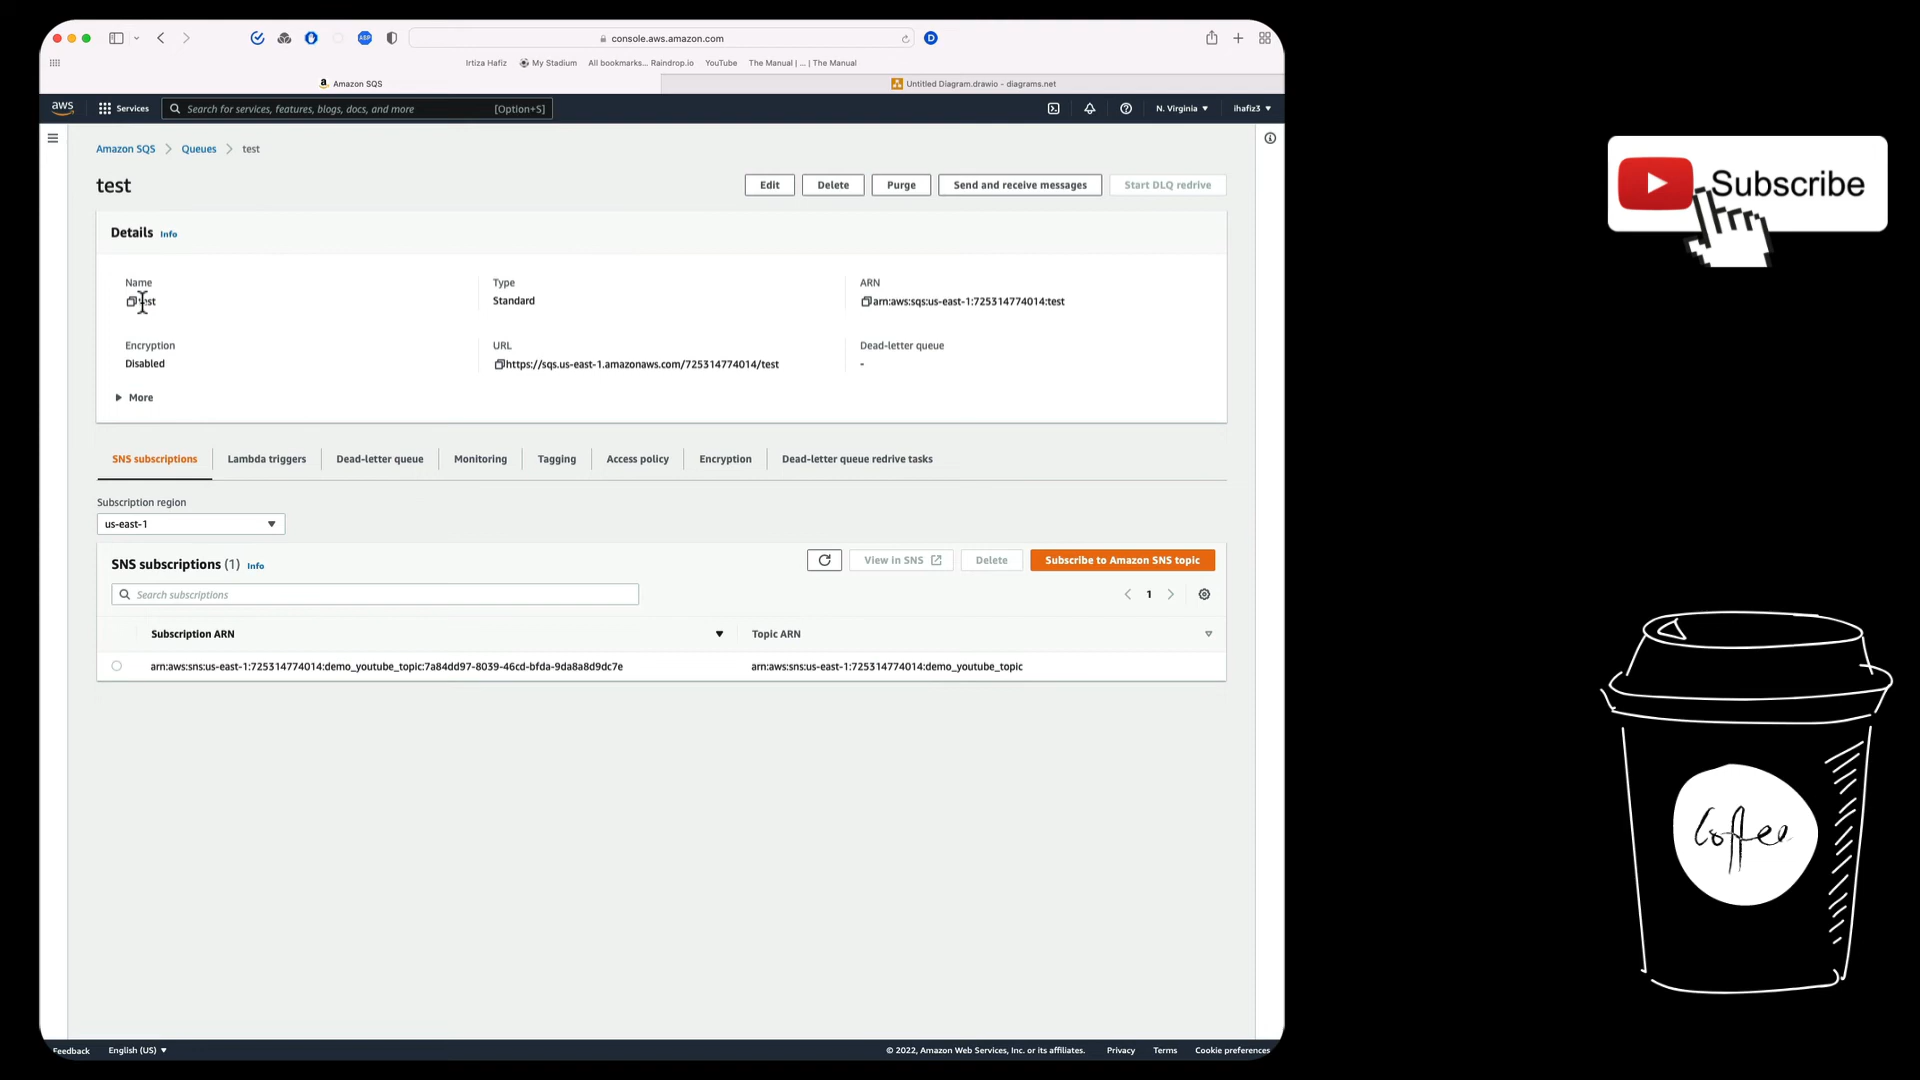 console.aws.amazon.com
D
ABP
Irtiza Hafiz My Stadium All bookmarks... Raindrop.io YouTube The Manual | ... | The Manual
a Amazon SQS
Untitled Diagram.drawio - diagrams.net
aws Services Search for services, features, blogs, docs, and more [Option+S] N. Virginia ihafiz3
Amazon SQS > Queues > test
test
Edit Delete Purge Send and receive messages Start DLQ redrive
Details Info
Name Type ARN
test Standard arn:aws:sqs:us-east-1:725314774014:test
Encryption URL Dead-letter queue
Disabled https://sqs.us-east-1.amazonaws.com/725314774014/test -
More
SNS subscriptions Lambda triggers Dead-letter queue Monitoring Tagging Access policy Encryption Dead-letter queue redrive tasks
Subscription region
us-east-1
SNS subscriptions (1) Info View in SNS Delete Subscribe to Amazon SNS topic
Search subscriptions 1
Subscription ARN Topic ARN
arn:aws:sns:us-east-1:725314774014:demo_youtube_topic:7a84dd97-8039-46cd-bfda-9da8a8d9dc7e arn:aws:sns:us-east-1:725314774014:demo_youtube_topic
Feedback English (US) © 2022, Amazon Web Services, Inc. or its affiliates. Privacy Terms Cookie preferences
Subscribe
Coffee